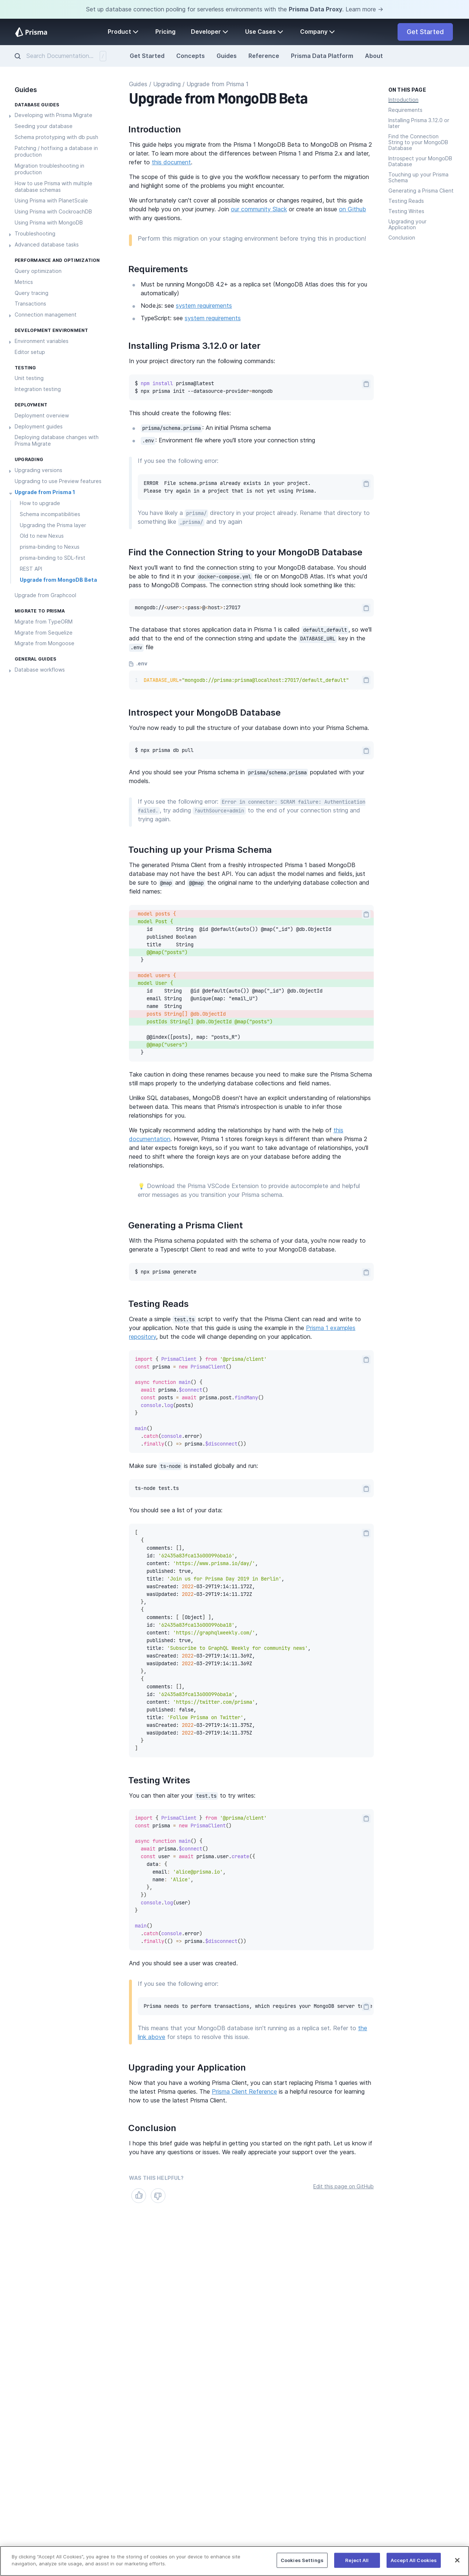 Set up database connection pooling for serverless environments with the Prisma Data Proxy. Learn more →
Prisma
Product
Pricing
Developer
Use Cases
Company
Get Started
Search Documentation...
/
Get Started
Concepts
Guides
Reference
Prisma Data Platform
About
Guides
DATABASE GUIDES
Developing with Prisma Migrate
Seeding your database
Schema prototyping with db push
Patching / hotfixing a database in
production
Migration troubleshooting in
production
How to use Prisma with multiple
database schemas
Using Prisma with PlanetScale
Using Prisma with CockroachDB
Using Prisma with MongoDB
Troubleshooting
Advanced database tasks
PERFORMANCE AND OPTIMIZATION
Query optimization
Metrics
Query tracing
Transactions
Connection management
DEVELOPMENT ENVIRONMENT
Environment variables
Editor setup
TESTING
Unit testing
Integration testing
DEPLOYMENT
Deployment overview
Deployment guides
Deploying database changes with
Prisma Migrate
UPGRADING
Upgrading versions
Upgrading to use Preview features
Upgrade from Prisma 1
How to upgrade
Schema incompatibilities
Upgrading the Prisma layer
Old to new Nexus
prisma-binding to Nexus
prisma-binding to SDL-first
REST API
Upgrade from MongoDB Beta
Upgrade from Graphcool
MIGRATE TO PRISMA
Migrate from TypeORM
Migrate from Sequelize
Migrate from Mongoose
GENERAL GUIDES
Database workflows
Guides / Upgrading / Upgrade from Prisma 1
Upgrade from MongoDB Beta
Introduction
This guide helps you migrate from the Prisma 1 MongoDB Beta to MongoDB on Prisma 2
or later. To learn more about the differences between Prisma 1 and Prisma 2.x and later,
refer to this document.
The scope of this guide is to give you the workflow necessary to perform the migration
and highlight some of the problems you may encounter.
We unfortunately can't cover all possible scenarios or changes required, but this guide
should help you on your journey. Join our community Slack or create an issue on Github
with any questions.
Perform this migration on your staging environment before trying this in production!
Requirements
Must be running MongoDB 4.2+ as a replica set (MongoDB Atlas does this for you
automatically)
Node.js: see system requirements
TypeScript: see system requirements
Installing Prisma 3.12.0 or later
In your project directory run the following commands:
$ npm install prisma@latest
$ npx prisma init --datasource-provider=mongodb
This should create the following files:
prisma/schema.prisma: An initial Prisma schema
.env: Environment file where you'll store your connection string
If you see the following error:
ERROR  File schema.prisma already exists in your project.
Please try again in a project that is not yet using Prisma.
You have likely a prisma/ directory in your project already. Rename that directory to
something like _prisma/ and try again
Find the Connection String to your MongoDB Database
Next you'll want to find the connection string to your MongoDB database. You should
be able to find it in your docker-compose.yml file or on MongoDB Atlas. It's what you'd
pass to MongoDB Compass. The connection string should look something like this:
mongodb://<user>:<pass>@<host>:27017
The database that stores application data in Prisma 1 is called default_default, so we'll
add that to the end of the connection string and update the DATABASE_URL key in the
.env file
.env
1 DATABASE_URL="mongodb://prisma:prisma@localhost:27017/default_default"
Introspect your MongoDB Database
You're now ready to pull the structure of your database down into your Prisma Schema.
$ npx prisma db pull
And you should see your Prisma schema in prisma/schema.prisma populated with your
models.
If you see the following error: Error in connector: SCRAM failure: Authentication
failed., try adding ?authSource=admin to the end of your connection string and
trying again.
Touching up your Prisma Schema
The generated Prisma Client from a freshly introspected Prisma 1 based MongoDB
database may not have the best API. You can adjust the model names and fields, just
be sure to @map and @@map the original name to the underlying database collection and
field names:
model posts {
model Post {
id        String  @id @default(auto()) @map("_id") @db.ObjectId
published Boolean
title     String
@@map("posts")
}
model users {
model User {
id    String   @id @default(auto()) @map("_id") @db.ObjectId
email String   @unique(map: "email_U")
name  String
posts String[] @db.ObjectId
postIds String[] @db.ObjectId @map("posts")
@@index([posts], map: "posts_R")
@@map("users")
}
Take caution in doing these renames because you need to make sure the Prisma Schema
still maps properly to the underlying database collections and field names.
Unlike SQL databases, MongoDB doesn't have an explicit understanding of relationships
between data. This means that Prisma's introspection is unable to infer those
relationships for you.
We typically recommend adding the relationships by hand with the help of this
documentation. However, Prisma 1 stores foreign keys is different than where Prisma 2
and later expects foreign keys, so if you want to take advantage of relationships, you'll
need to shift where the foreign keys are on your database before adding the
relationships.
💡 Download the Prisma VSCode Extension to provide autocomplete and helpful
error messages as you transition your Prisma schema.
Generating a Prisma Client
With the Prisma schema populated with the schema of your data, you're now ready to
generate a Typescript Client to read and write to your MongoDB database.
$ npx prisma generate
Testing Reads
Create a simple test.ts script to verify that the Prisma Client can read and write to
your application. Note that this guide is using the example in the Prisma 1 examples
repository, but the code will change depending on your application.
import { PrismaClient } from '@prisma/client'
const prisma = new PrismaClient()
async function main() {
await prisma.$connect()
const posts = await prisma.post.findMany()
console.log(posts)
}
main()
.catch(console.error)
.finally(() => prisma.$disconnect())
Make sure ts-node is installed globally and run:
ts-node test.ts
You should see a list of your data:
[
{
comments: [],
id: '62435a83fca136000996ba16',
content: 'https://www.prisma.io/day/',
published: true,
title: 'Join us for Prisma Day 2019 in Berlin',
wasCreated: 2022-03-29T19:14:11.172Z,
wasUpdated: 2022-03-29T19:14:11.172Z
},
{
comments: [ [Object] ],
id: '62435a83fca136000996ba18',
content: 'https://graphqlweekly.com/',
published: true,
title: 'Subscribe to GraphQL Weekly for community news',
wasCreated: 2022-03-29T19:14:11.369Z,
wasUpdated: 2022-03-29T19:14:11.369Z
},
{
comments: [],
id: '62435a83fca136000996ba1a',
content: 'https://twitter.com/prisma',
published: false,
title: 'Follow Prisma on Twitter',
wasCreated: 2022-03-29T19:14:11.375Z,
wasUpdated: 2022-03-29T19:14:11.375Z
}
]
Testing Writes
You can then alter your test.ts to try writes:
import { PrismaClient } from '@prisma/client'
const prisma = new PrismaClient()
async function main() {
await prisma.$connect()
const user = await prisma.user.create({
data: {
email: 'alice@prisma.io',
name: 'Alice',
},
})
console.log(user)
}
main()
.catch(console.error)
.finally(() => prisma.$disconnect())
And you should see a user was created.
If you see the following error:
Prisma needs to perform transactions, which requires your MongoDB server to
This means that your MongoDB database isn't running as a replica set. Refer to the
link above for steps to resolve this issue.
Upgrading your Application
Now that you have a working Prisma Client, you can start replacing Prisma 1 queries with
the latest Prisma queries. The Prisma Client Reference is a helpful resource for learning
how to use the latest Prisma Client.
Conclusion
I hope this brief guide was helpful in getting you started on the right path. Let us know if
you have any questions or issues. We really appreciate your support over the years.
WAS THIS HELPFUL?
Edit this page on GitHub
ON THIS PAGE
Introduction
Requirements
Installing Prisma 3.12.0 or
later
Find the Connection
String to your MongoDB
Database
Introspect your MongoDB
Database
Touching up your Prisma
Schema
Generating a Prisma Client
Testing Reads
Testing Writes
Upgrading your
Application
Conclusion
By clicking "Accept All Cookies", you agree to the storing of cookies on your device to enhance site
navigation, analyze site usage, and assist in our marketing efforts.
Cookies Settings
Reject All
Accept All Cookies